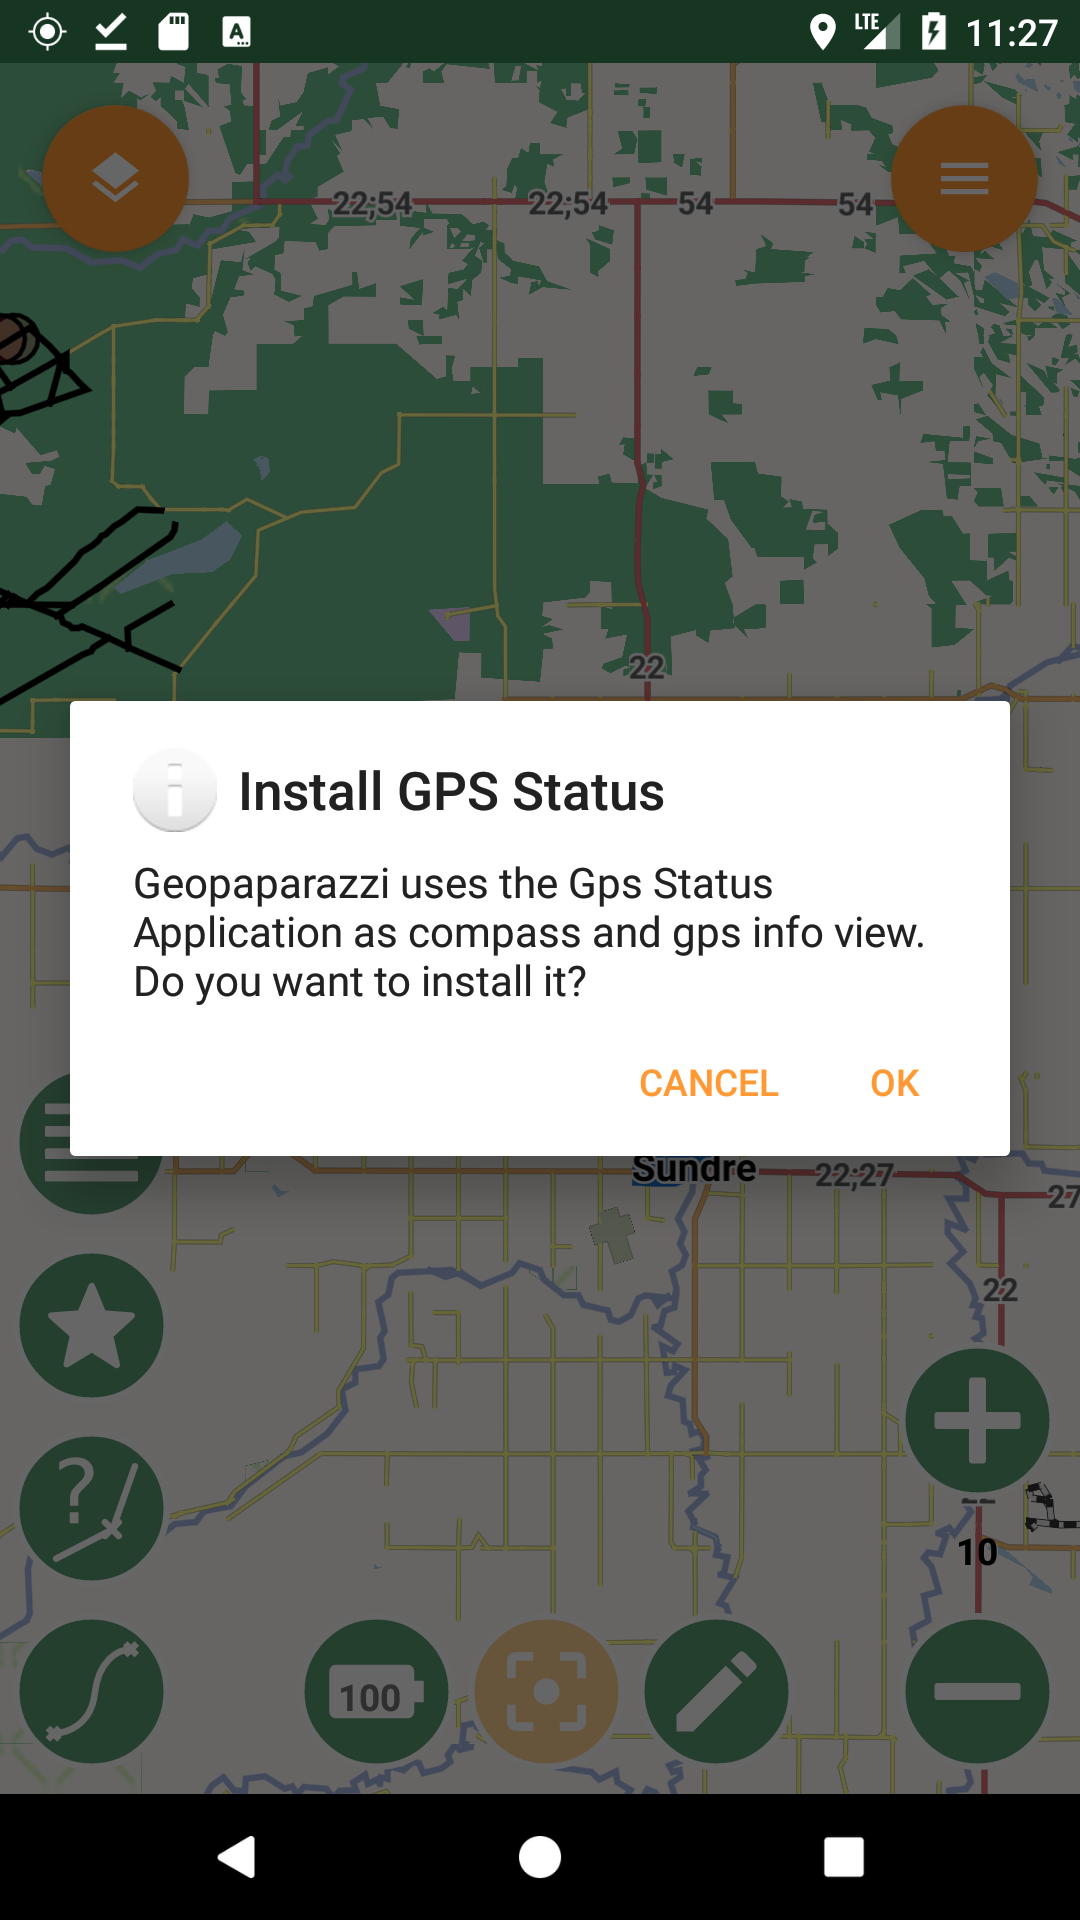 LTE 11:27
22;54 22;54 54 54
22
Install GPS Status
Geopaparazzi uses the Gps Status
Application as compass and gps info view.
Do you want to install it?
CANCEL OK
Sundre 22;27
27
22
?
10
100